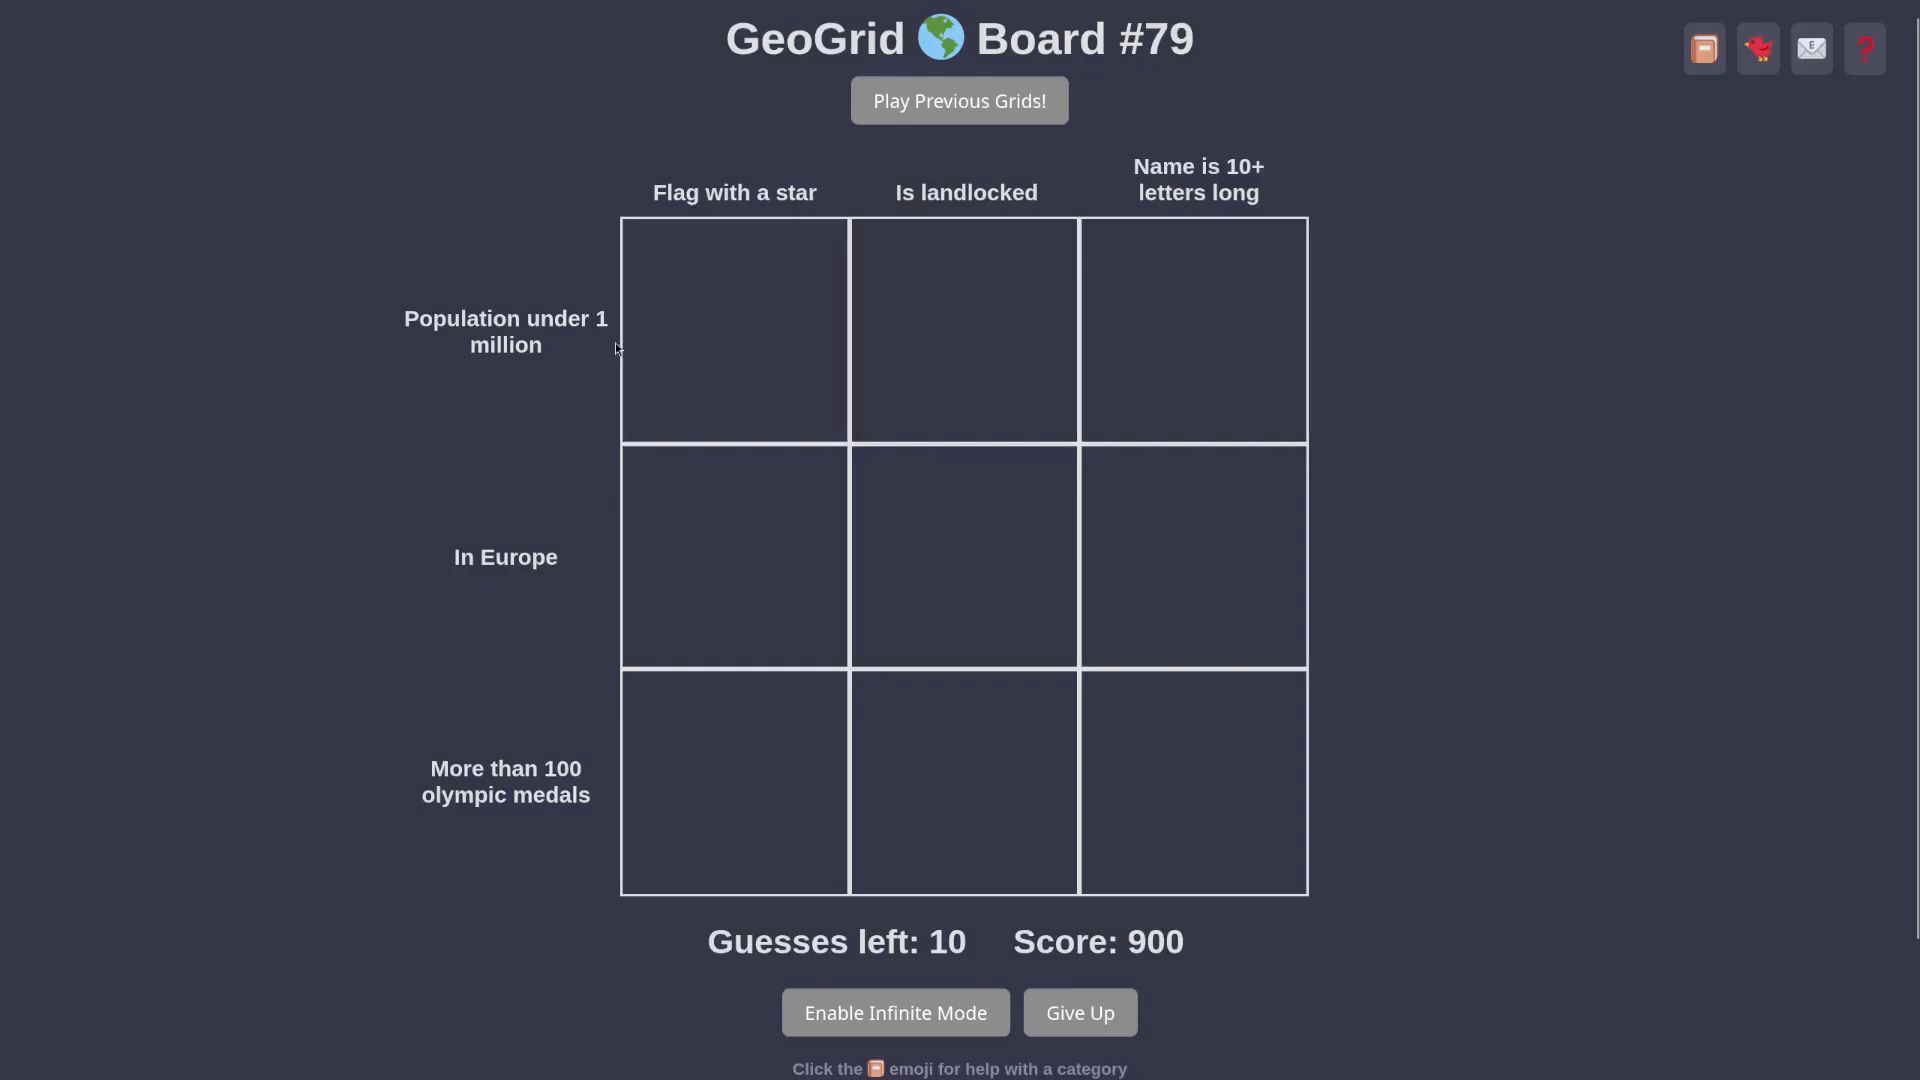 GeoGrid 🌎 Board #79
Play Previous Grids!
Flag with a star
Is landlocked
Name is 10+
letters long
Population under 1
million
In Europe
More than 100
olympic medals
Guesses left: 10
Score: 900
Enable Infinite Mode
Give Up
Click the 📔 emoji for help with a category